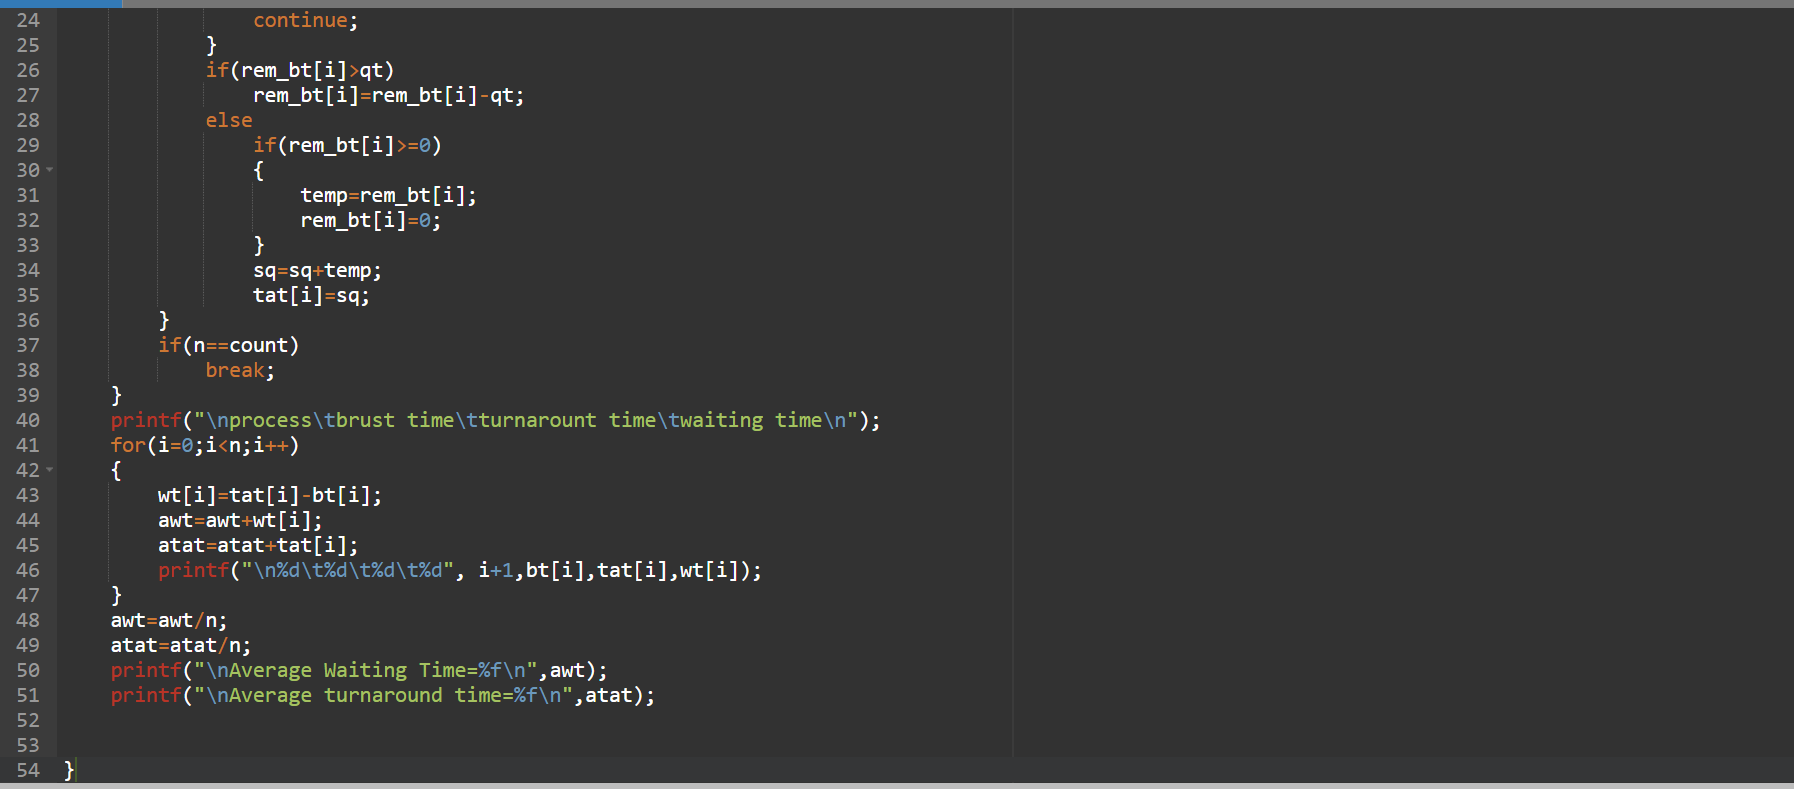 24 continue;
25 }
26 if(rem_bt[i]>qt)
27 rem_bt[i]=rem_bt[i]-qt;
28 else
29 if(rem_bt[i]>=0)
30 {
31 temp=rem_bt[i];
32 rem_bt[i]=0;
33 }
34 sq=sq+temp;
35 tat[i]=sq;
36 }
37 if(n==count)
38 break;
39 }
40 printf("\nprocess\tbrust time\tturnarount time\twaiting time\n");
41 for(i=0;i<n;i++)
42 {
43 wt[i]=tat[i]-bt[i];
44 awt=awt+wt[i];
45 atat=atat+tat[i];
46 printf("\n%d\t%d\t%d\t%d", i+1,bt[i],tat[i],wt[i]);
47 }
48 awt=awt/n;
49 atat=atat/n;
50 printf("\nAverage Waiting Time=%f\n",awt);
51 printf("\nAverage turnaround time=%f\n",atat);
52
53
54 }